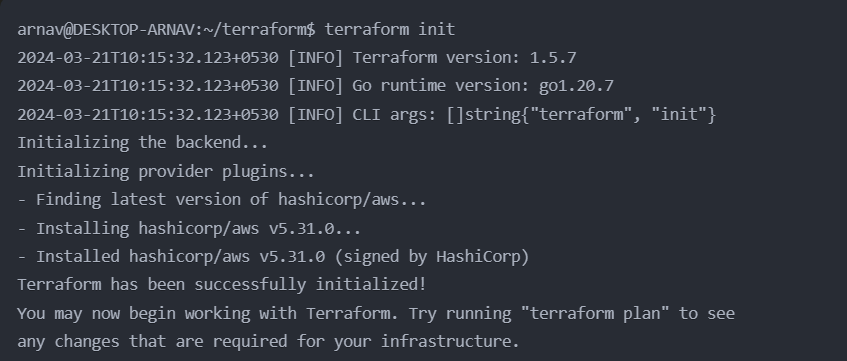 arnav@DESKTOP-ARNAV:~/terraform$ terraform init
2024-03-21T10:15:32.123+0530 [INFO] Terraform version: 1.5.7
2024-03-21T10:15:32.123+0530 [INFO] Go runtime version: go1.20.7
2024-03-21T10:15:32.123+0530 [INFO] CLI args: []string{"terraform", "init"}
Initializing the backend...
Initializing provider plugins...
- Finding latest version of hashicorp/aws...
- Installing hashicorp/aws v5.31.0...
- Installed hashicorp/aws v5.31.0 (signed by HashiCorp)
Terraform has been successfully initialized!
You may now begin working with Terraform. Try running "terraform plan" to see
any changes that are required for your infrastructure.